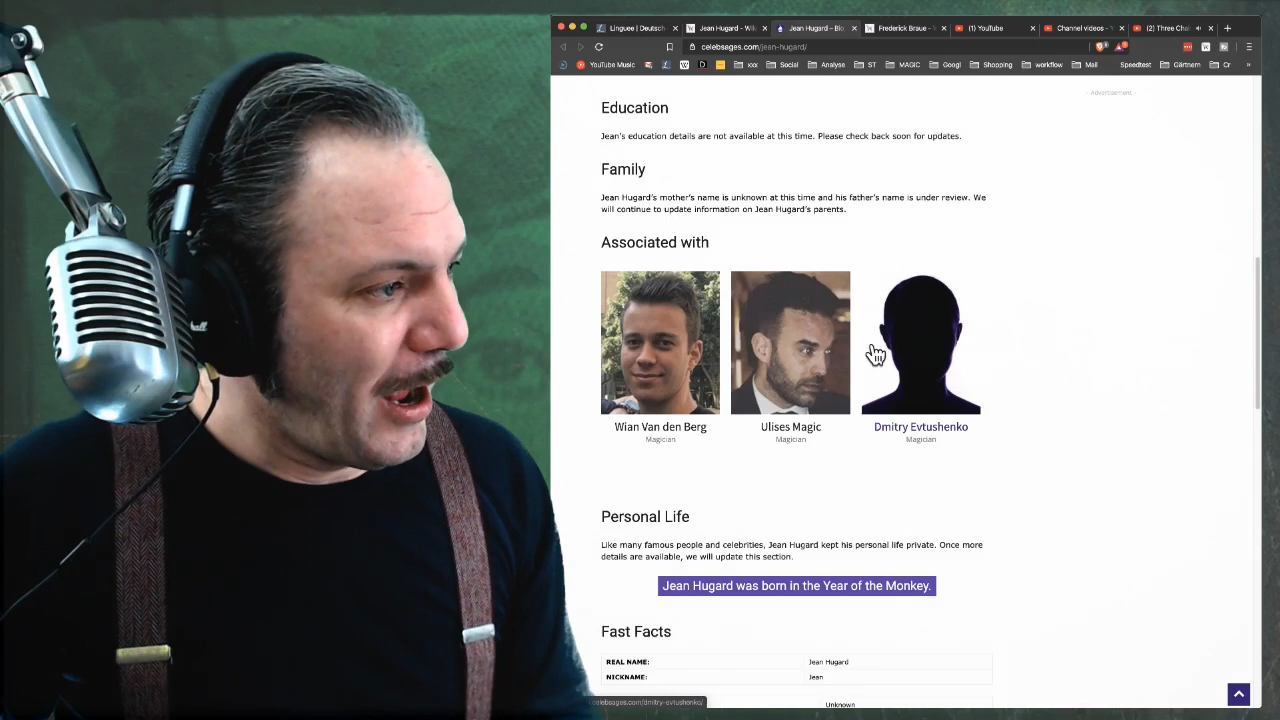 Linguee | Deutsch
Jean Hugard - Wik
Jean Hugard - Bio
Frederick Braue -
(1) YouTube
Channel videos - Y
(2) Three Cha
celebsages.com/jean-hugard/
YouTube Music
xxx
Social
Analyse
ST
MAGIC
Googl
Shopping
workflow
Mail
Speedtest
Gärtnern
Cr
- Advertisement -
Education
Jean's education details are not available at this time. Please check back soon for updates.
Family
Jean Hugard's mother's name is unknown at this time and his father's name is under review. We
will continue to update information on Jean Hugard's parents.
Associated with
Wian Van den Berg
Magician
Ulises Magic
Magician
Dmitry Evtushenko
Magician
Personal Life
Like many famous people and celebrities, Jean Hugard kept his personal life private. Once more
details are available, we will update this section.
Jean Hugard was born in the Year of the Monkey.
Fast Facts
REAL NAME: Jean Hugard
NICKNAME: Jean
Unknown
celebsages.com/dmitry-evtushenko/